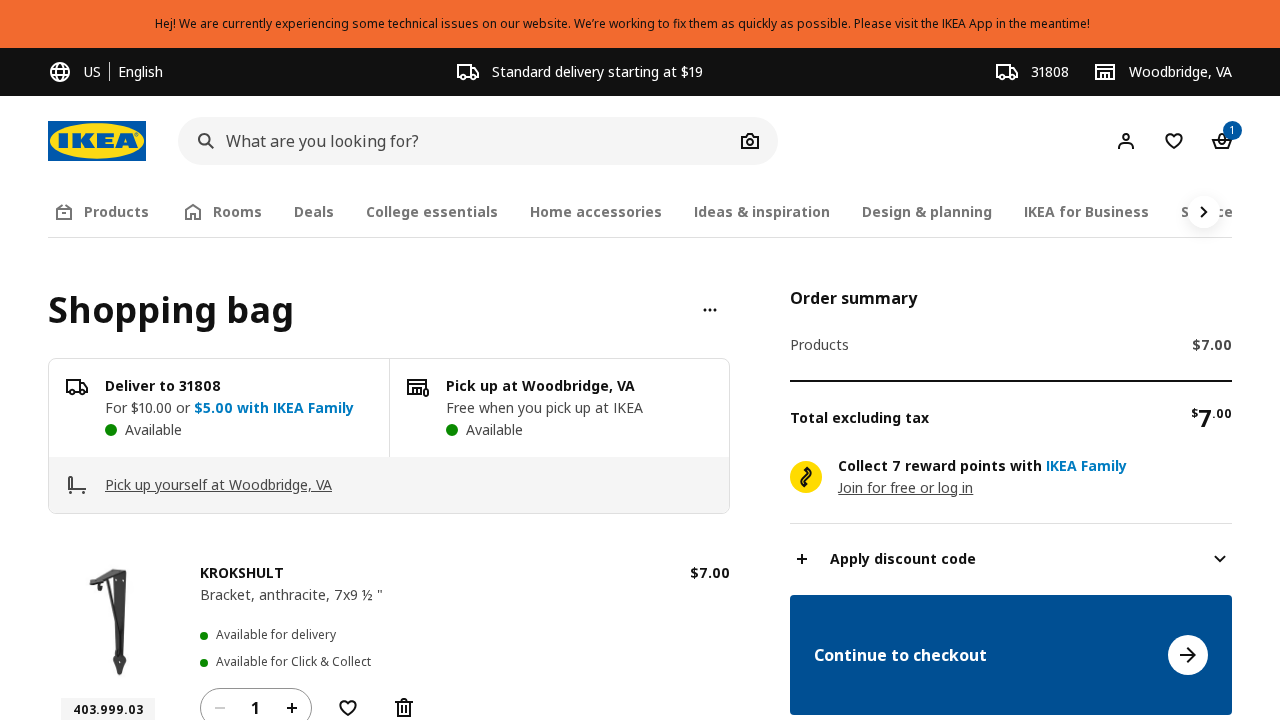 Hej! We are currently experiencing some technical issues on our website. We’re working to fix them as quickly as possible. Please visit the IKEA App in the meantime!
US | English
Standard delivery starting at $19
31808
Woodbridge, VA
IKEA
What are you looking for?
1
Products
Rooms
Deals
College essentials
Home accessories
Ideas & inspiration
Design & planning
IKEA for Business
Shopping bag
Deliver to 31808
For $10.00 or $5.00 with IKEA Family
Available
Pick up at Woodbridge, VA
Free when you pick up at IKEA
Available
Pick up yourself at Woodbridge, VA
KROKSHULT
$7.00
Bracket, anthracite, 7x9 ½ "
Available for delivery
Available for Click & Collect
403.999.03
1
Order summary
Products
$7.00
Total excluding tax
$7.00
Collect 7 reward points with IKEA Family
Join for free or log in
Apply discount code
Continue to checkout